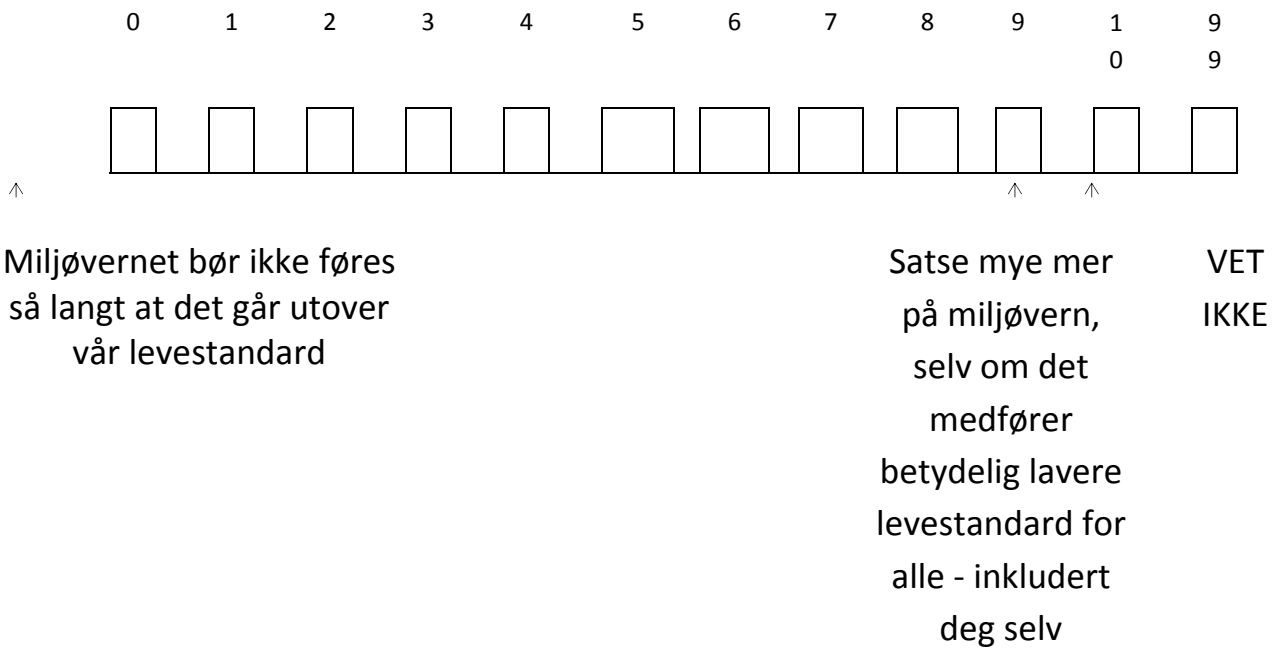 0 1 2 3 4 5 6 7 8 9 1 9
0 9
Miljøvernet bør ikke føres
så langt at det går utover
vår levestandard
Satse mye mer
på miljøvern,
selv om det
medfører
betydelig lavere
levestandard for
alle - inkludert
deg selv
VET
IKKE